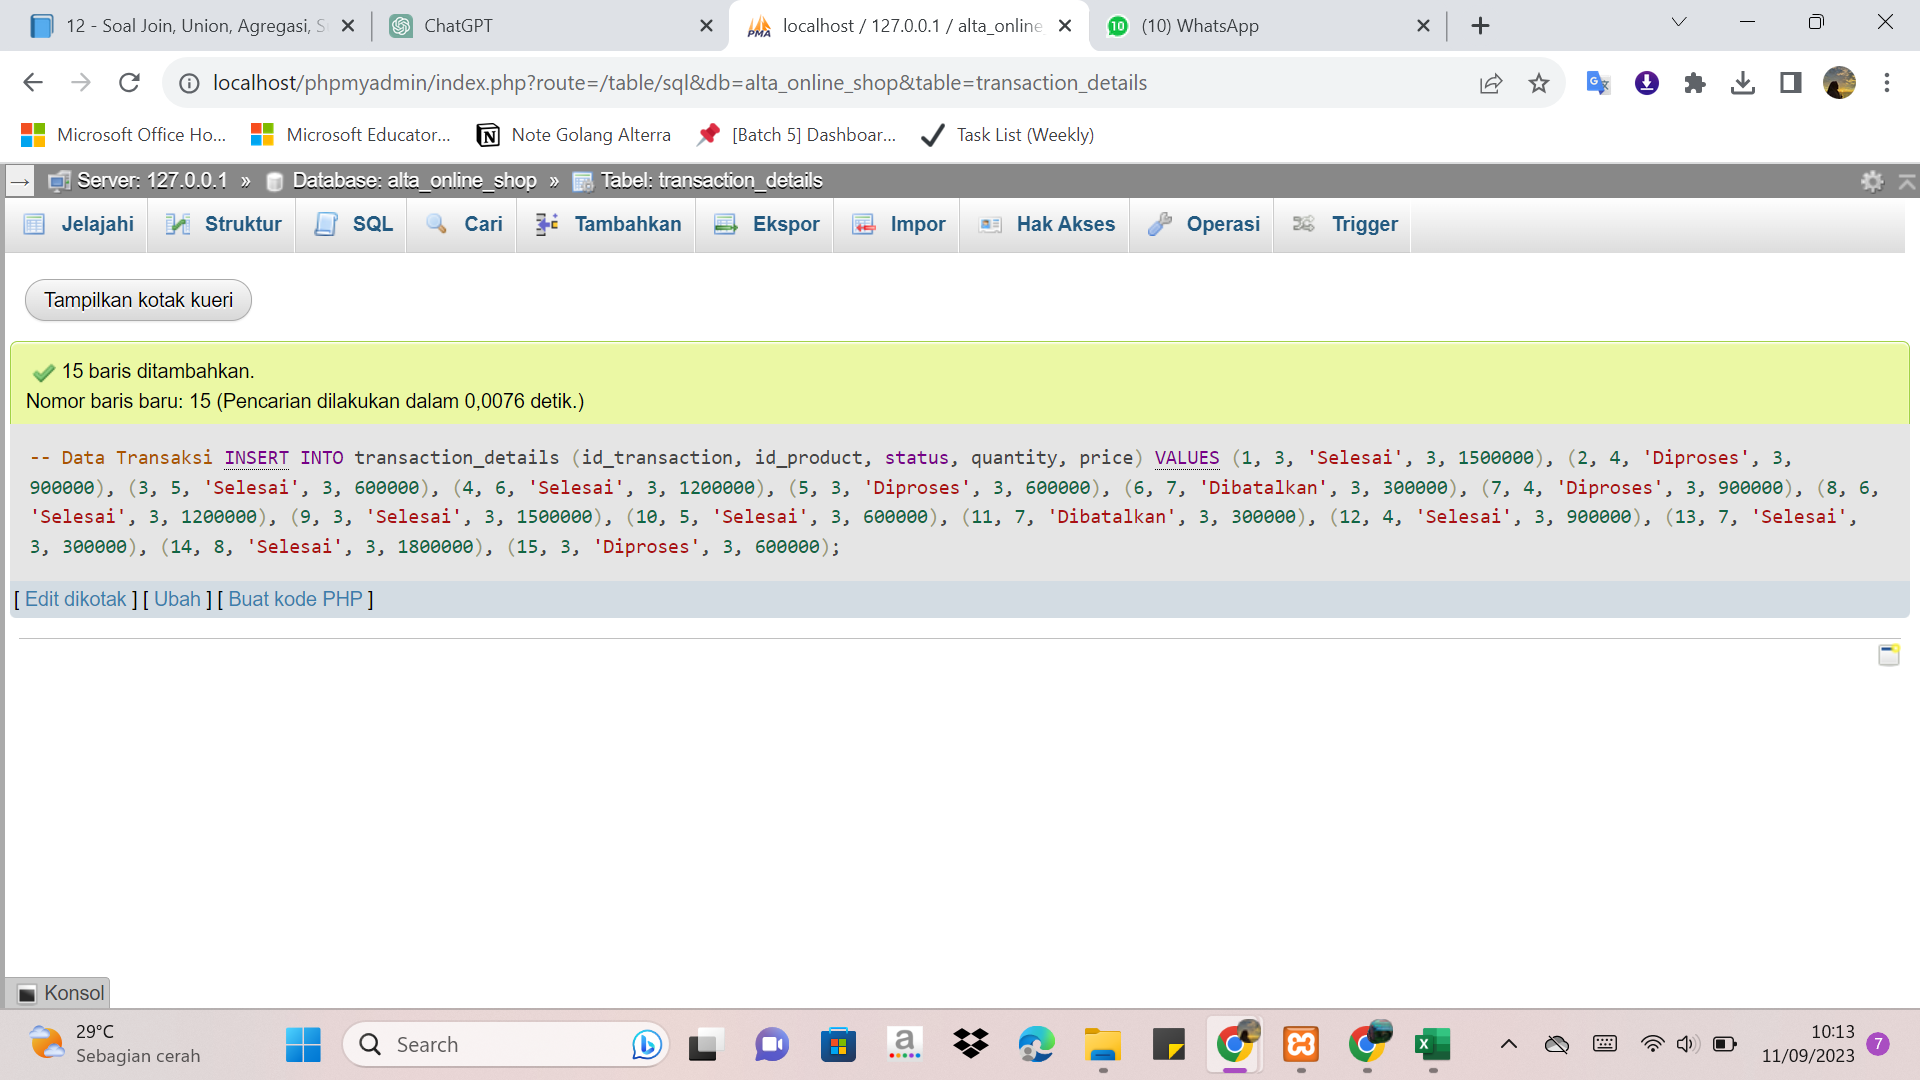 12 - Soal Join, Union, Agregasi, S
ChatGPT
localhost / 127.0.0.1 / alta_online
(10) WhatsApp
localhost/phpmyadmin/index.php?route=/table/sql&db=alta_online_shop&table=transaction_details
Microsoft Office Ho...
Microsoft Educator...
Note Golang Alterra
[Batch 5] Dashboar...
Task List (Weekly)
Server: 127.0.0.1 » Database: alta_online_shop » Tabel: transaction_details
Jelajahi Struktur SQL Cari Tambahkan Ekspor Impor Hak Akses Operasi Trigger
Tampilkan kotak kueri
15 baris ditambahkan.
Nomor baris baru: 15 (Pencarian dilakukan dalam 0,0076 detik.)
-- Data Transaksi INSERT INTO transaction_details (id_transaction, id_product, status, quantity, price) VALUES (1, 3, 'Selesai', 3, 1500000), (2, 4, 'Diproses', 3,
900000), (3, 5, 'Selesai', 3, 600000), (4, 6, 'Selesai', 3, 1200000), (5, 3, 'Diproses', 3, 600000), (6, 7, 'Dibatalkan', 3, 300000), (7, 4, 'Diproses', 3, 900000), (8, 6,
'Selesai', 3, 1200000), (9, 3, 'Selesai', 3, 1500000), (10, 5, 'Selesai', 3, 600000), (11, 7, 'Dibatalkan', 3, 300000), (12, 4, 'Selesai', 3, 900000), (13, 7, 'Selesai',
3, 300000), (14, 8, 'Selesai', 3, 1800000), (15, 3, 'Diproses', 3, 600000);
[ Edit dikotak ] [ Ubah ] [ Buat kode PHP ]
Konsol
29°C
Sebagian cerah
Search
10:13
11/09/2023
7